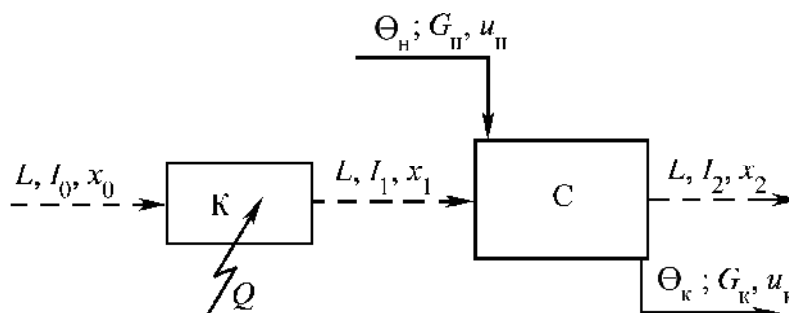 Θн ; Gп, uп
L, I0, x0
К
L, I1, x1
С
L, I2, x2
Q
Θк ; Gк, uк